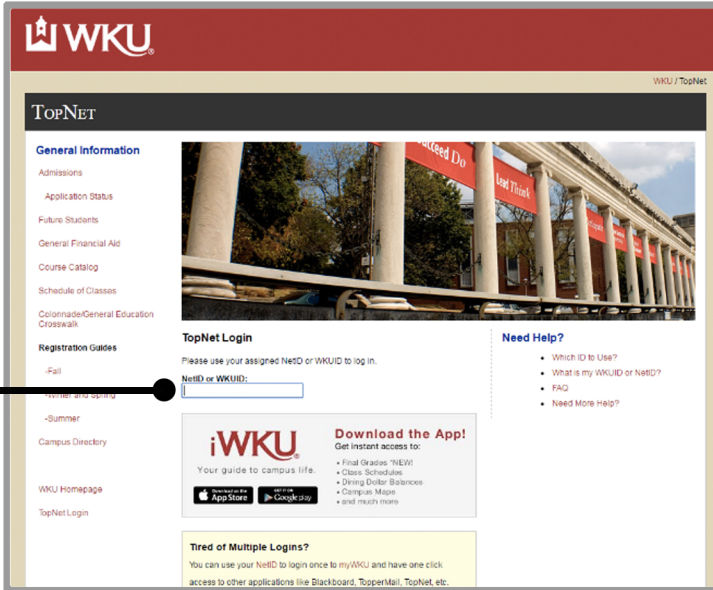 WKU
WKU / TopNet
TOPNET
General Information
Admissions
Application Status
Future Students
General Financial Aid
Course Catalog
Schedule of Classes
Colonnade/General Education
Crosswalk
Registration Guides
-Fall
-Winter and Spring
-Summer
Campus Directory
WKU Homepage
TopNet Login
ucceed Do
Lead Think
TopNet Login
Please use your assigned NetID or WKUID to log in.
NetID or WKUID:
Need Help?
• Which ID to Use?
• What is my WKUID or NetID?
• FAQ
• Need More Help?
iWKU
Your guide to campus life.
Download on the
App Store
GET IT ON
Google play
Download the App!
Get instant access to:
• Final Grades *NEW!
• Class Schedules
• Dining Dollar Balances
• Campus Maps
• and much more
Tired of Multiple Logins?
You can use your NetID to login once to myWKU and have one click
access to other applications like Blackboard, TopperMail, TopNet, etc.